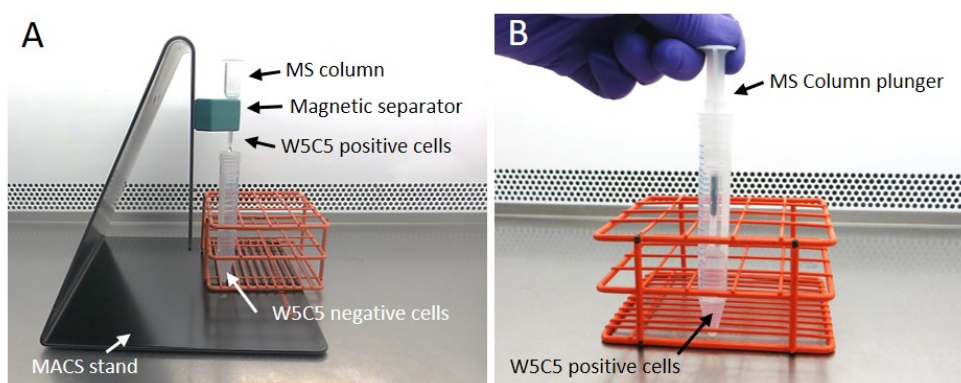 A
MS column
Magnetic separator
W5C5 positive cells
W5C5 negative cells
MACS stand
B
MS Column plunger
W5C5 positive cells